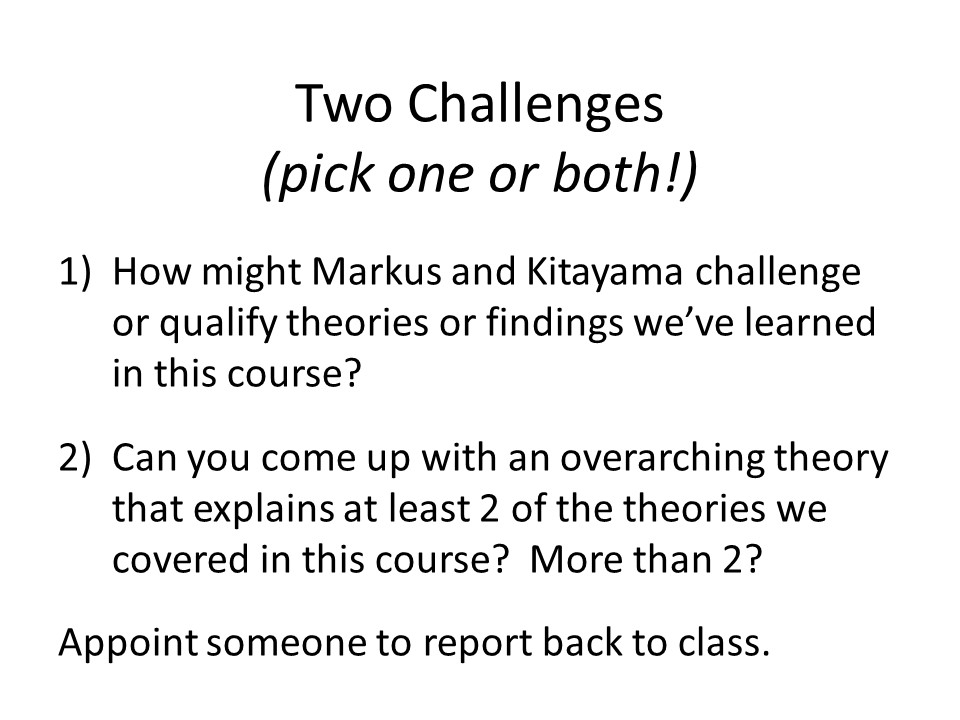 Two Challenges
(pick one or both!)
1) How might Markus and Kitayama challenge
or qualify theories or findings we’ve learned
in this course?
2) Can you come up with an overarching theory
that explains at least 2 of the theories we
covered in this course?  More than 2?
Appoint someone to report back to class.